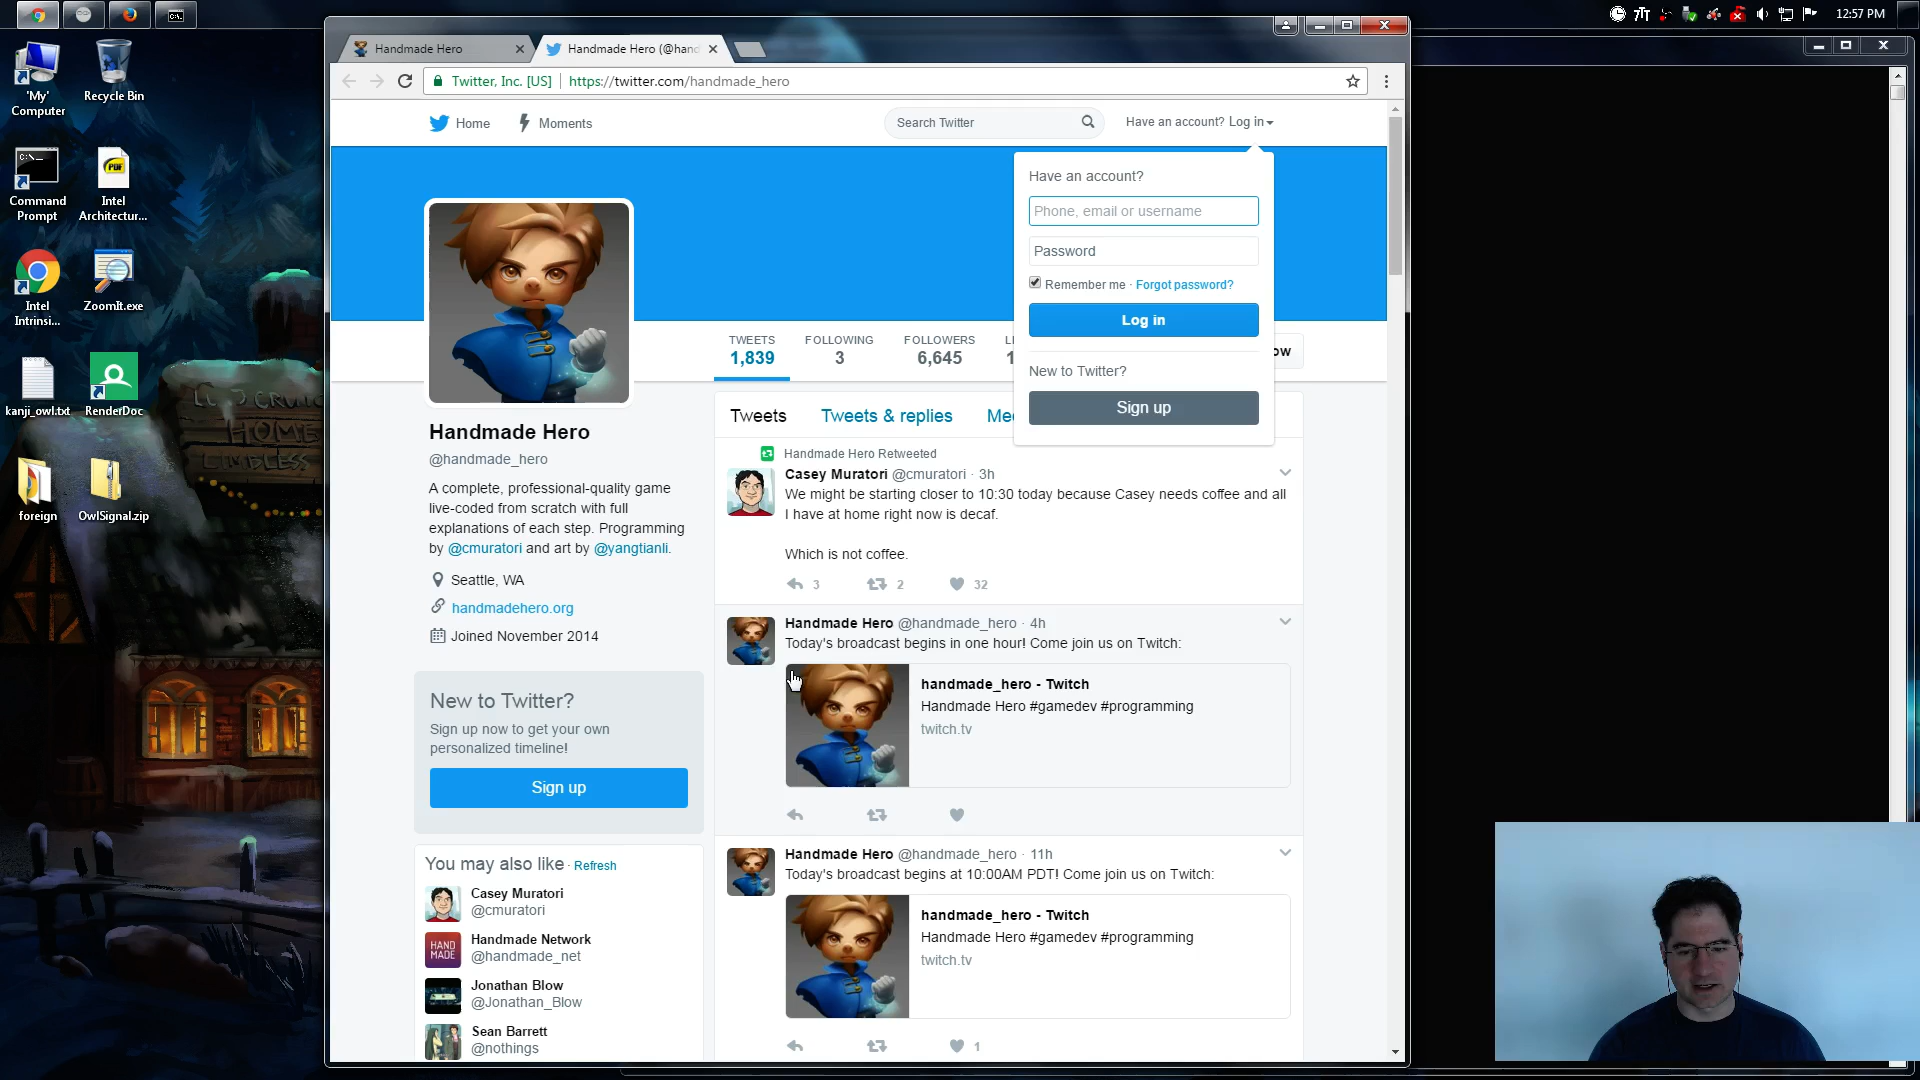 12:57 PM
'My' Computer
Recycle Bin
Command Prompt
Intel Architectur...
Intel Intrinsi...
ZoomIt.exe
kanji_owl.txt
RenderDoc
foreign
OwlSignal.zip
Handmade Hero
Handmade Hero (@hand
Twitter, Inc. [US]
https://twitter.com/handmade_hero
Home
Moments
Search Twitter
Have an account? Log in
Have an account?
Phone, email or username
Password
Remember me · Forgot password?
Log in
New to Twitter?
Sign up
TWEETS
1,839
FOLLOWING
3
FOLLOWERS
6,645
ow
Handmade Hero
@handmade_hero
A complete, professional-quality game
live-coded from scratch with full
explanations of each step. Programming
by @cmuratori and art by @yangtianli.
Seattle, WA
handmadehero.org
Joined November 2014
New to Twitter?
Sign up now to get your own
personalized timeline!
Sign up
You may also like · Refresh
Casey Muratori
@cmuratori
HAND MADE
Handmade Network
@handmade_net
Jonathan Blow
@Jonathan_Blow
Sean Barrett
@nothings
Tweets
Tweets & replies
Me
Handmade Hero Retweeted
Casey Muratori @cmuratori · 3h
We might be starting closer to 10:30 today because Casey needs coffee and all
I have at home right now is decaf.
Which is not coffee.
3
2
32
Handmade Hero @handmade_hero · 4h
Today's broadcast begins in one hour! Come join us on Twitch:
handmade_hero - Twitch
Handmade Hero #gamedev #programming
twitch.tv
Handmade Hero @handmade_hero · 11h
Today's broadcast begins at 10:00AM PDT! Come join us on Twitch:
handmade_hero - Twitch
Handmade Hero #gamedev #programming
twitch.tv
1